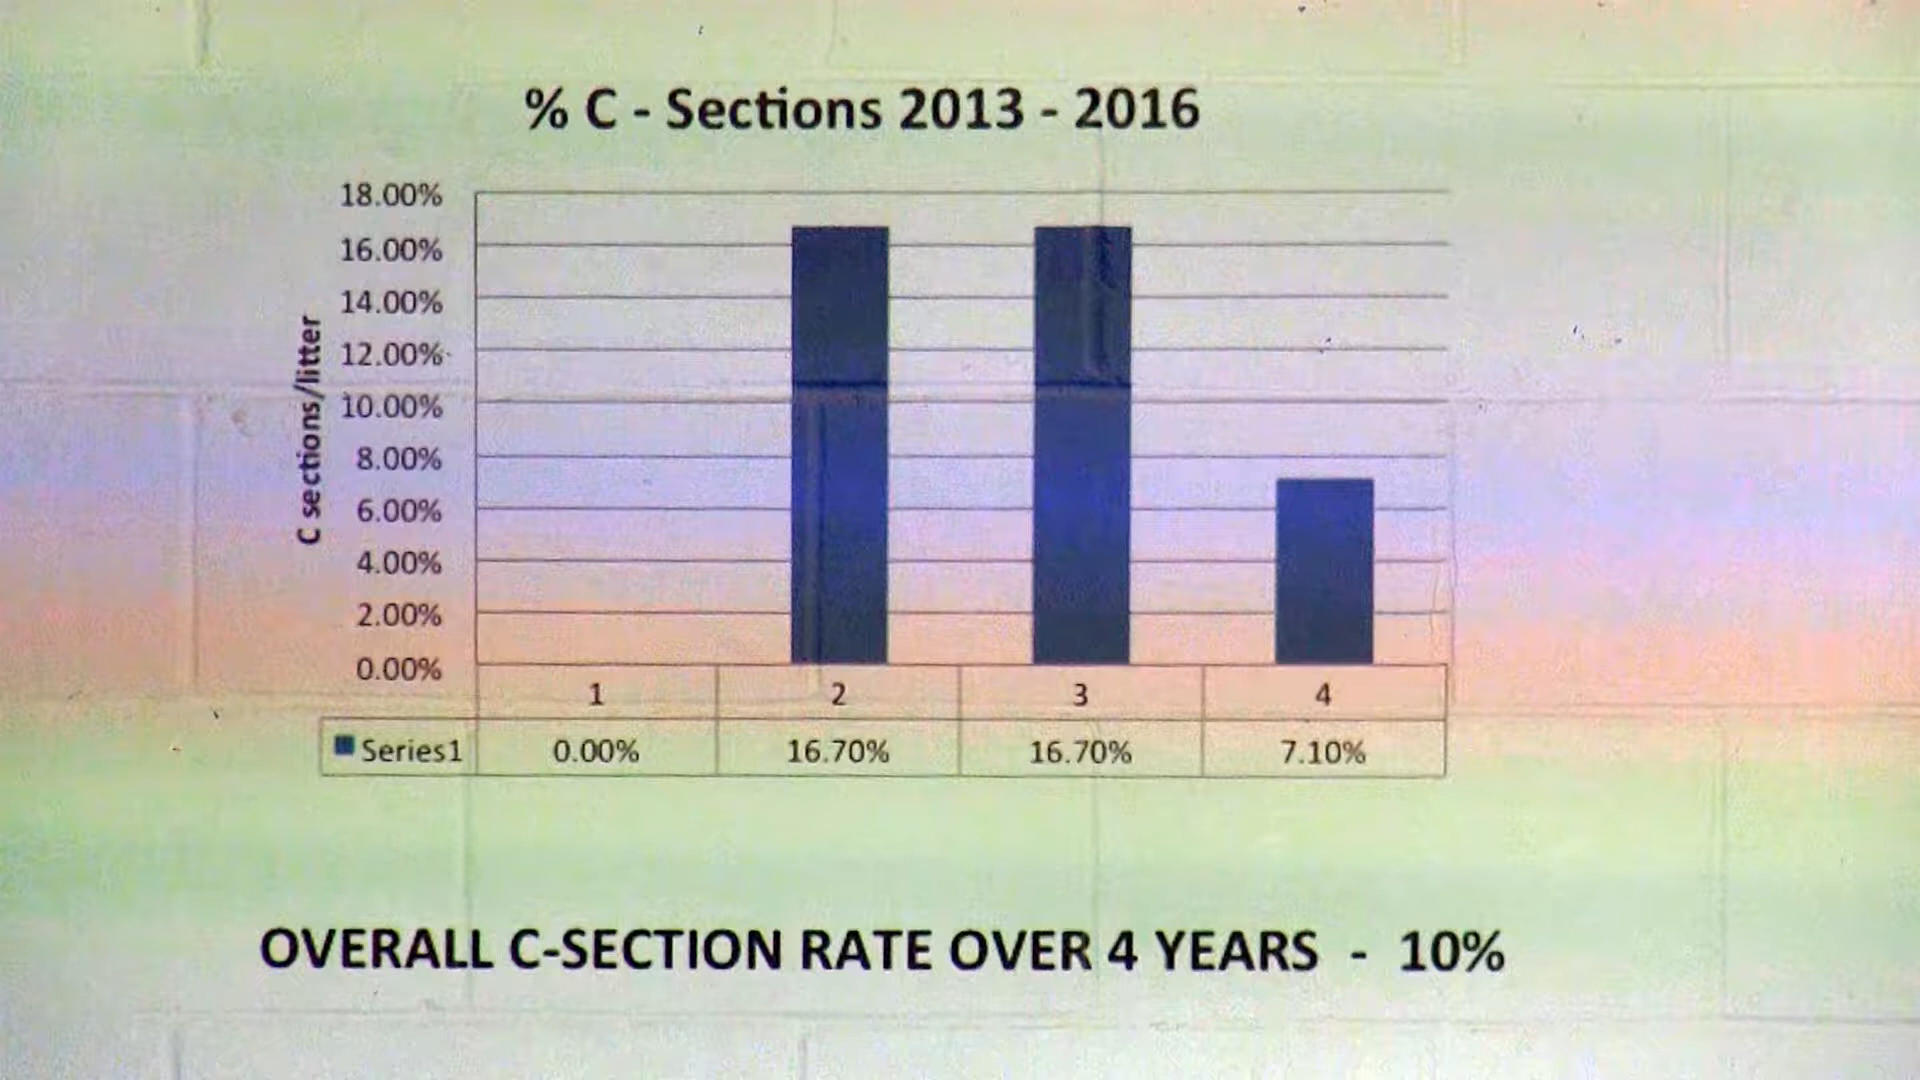 % C - Sections 2013 - 2016
18.00%
16.00%
14.00%
12.00%
10.00%
8.00%
6.00%
4.00%
2.00%
0.00%
C sections/litter
1 2 3 4
Series1 0.00% 16.70% 16.70% 7.10%
OVERALL C-SECTION RATE OVER 4 YEARS - 10%